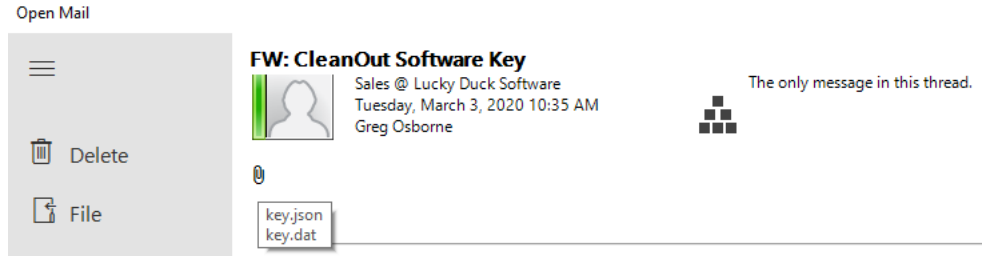 Open Mail
FW: CleanOut Software Key
Sales @ Lucky Duck Software
Tuesday, March 3, 2020 10:35 AM
Greg Osborne
The only message in this thread.
Delete
File
key.json
key.dat